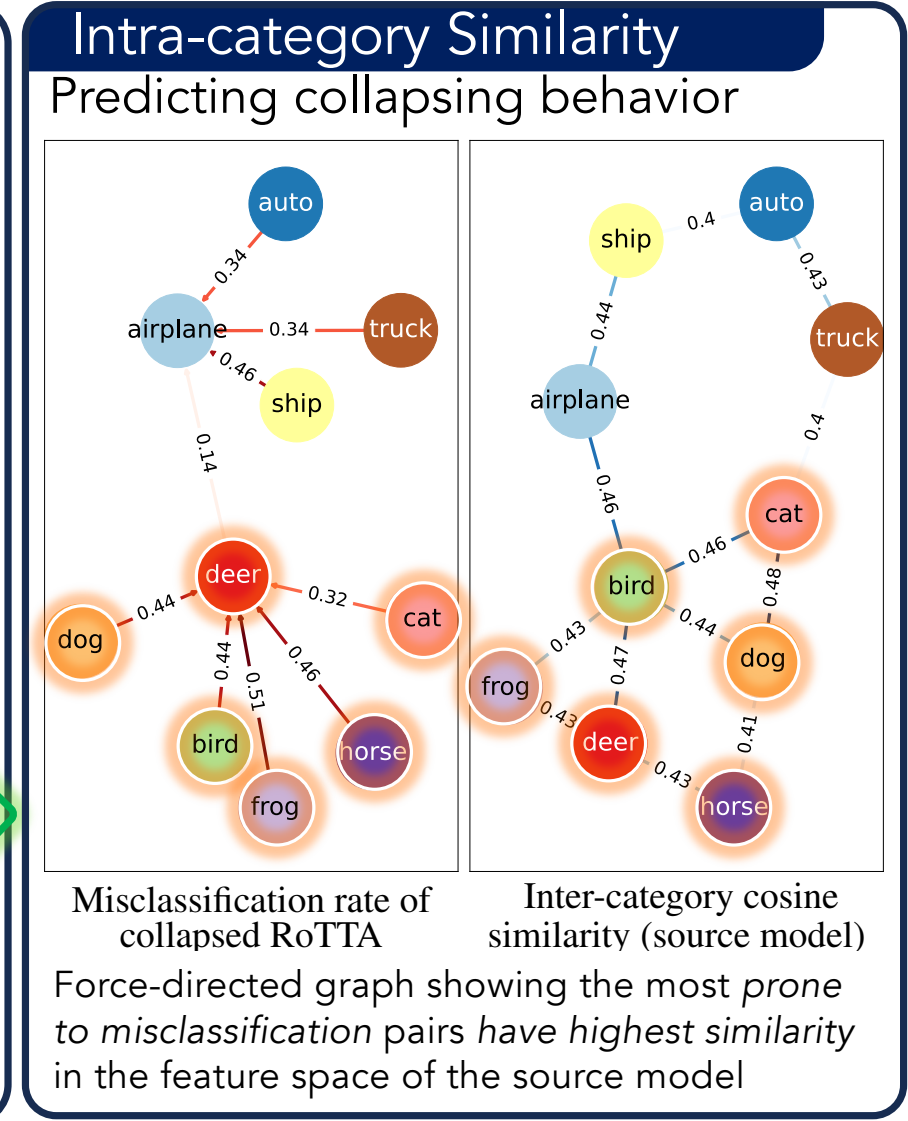 Intra-category Similarity
Predicting collapsing behavior
auto
0.34
airplane
0.34
truck
0.46
ship
0.14
deer
0.44
dog
0.32
cat
0.44
0.51
0.46
bird
horse
frog
auto
ship
0.4
0.43
0.44
truck
airplane
0.4
0.46
cat
0.46
bird
0.48
0.43
0.44
0.47
dog
frog
0.43
deer
0.41
0.43
horse
Misclassification rate of
collapsed RoTTA
Inter-category cosine
similarity (source model)
Force-directed graph showing the most prone
to misclassification pairs have highest similarity
in the feature space of the source model